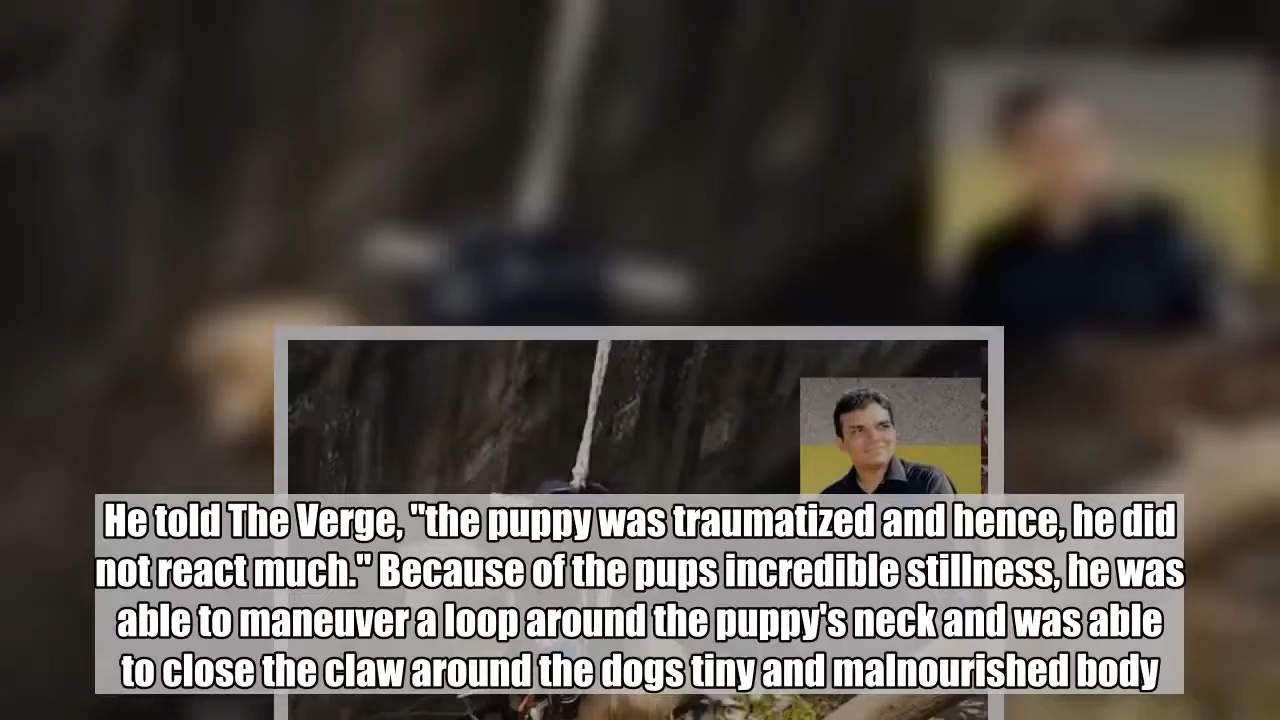 He told The Verge, "the puppy was traumatized and hence, he did
not react much." Because of the pups incredible stillness, he was
able to maneuver a loop around the puppy's neck and was able
to close the claw around the dogs tiny and malnourished body